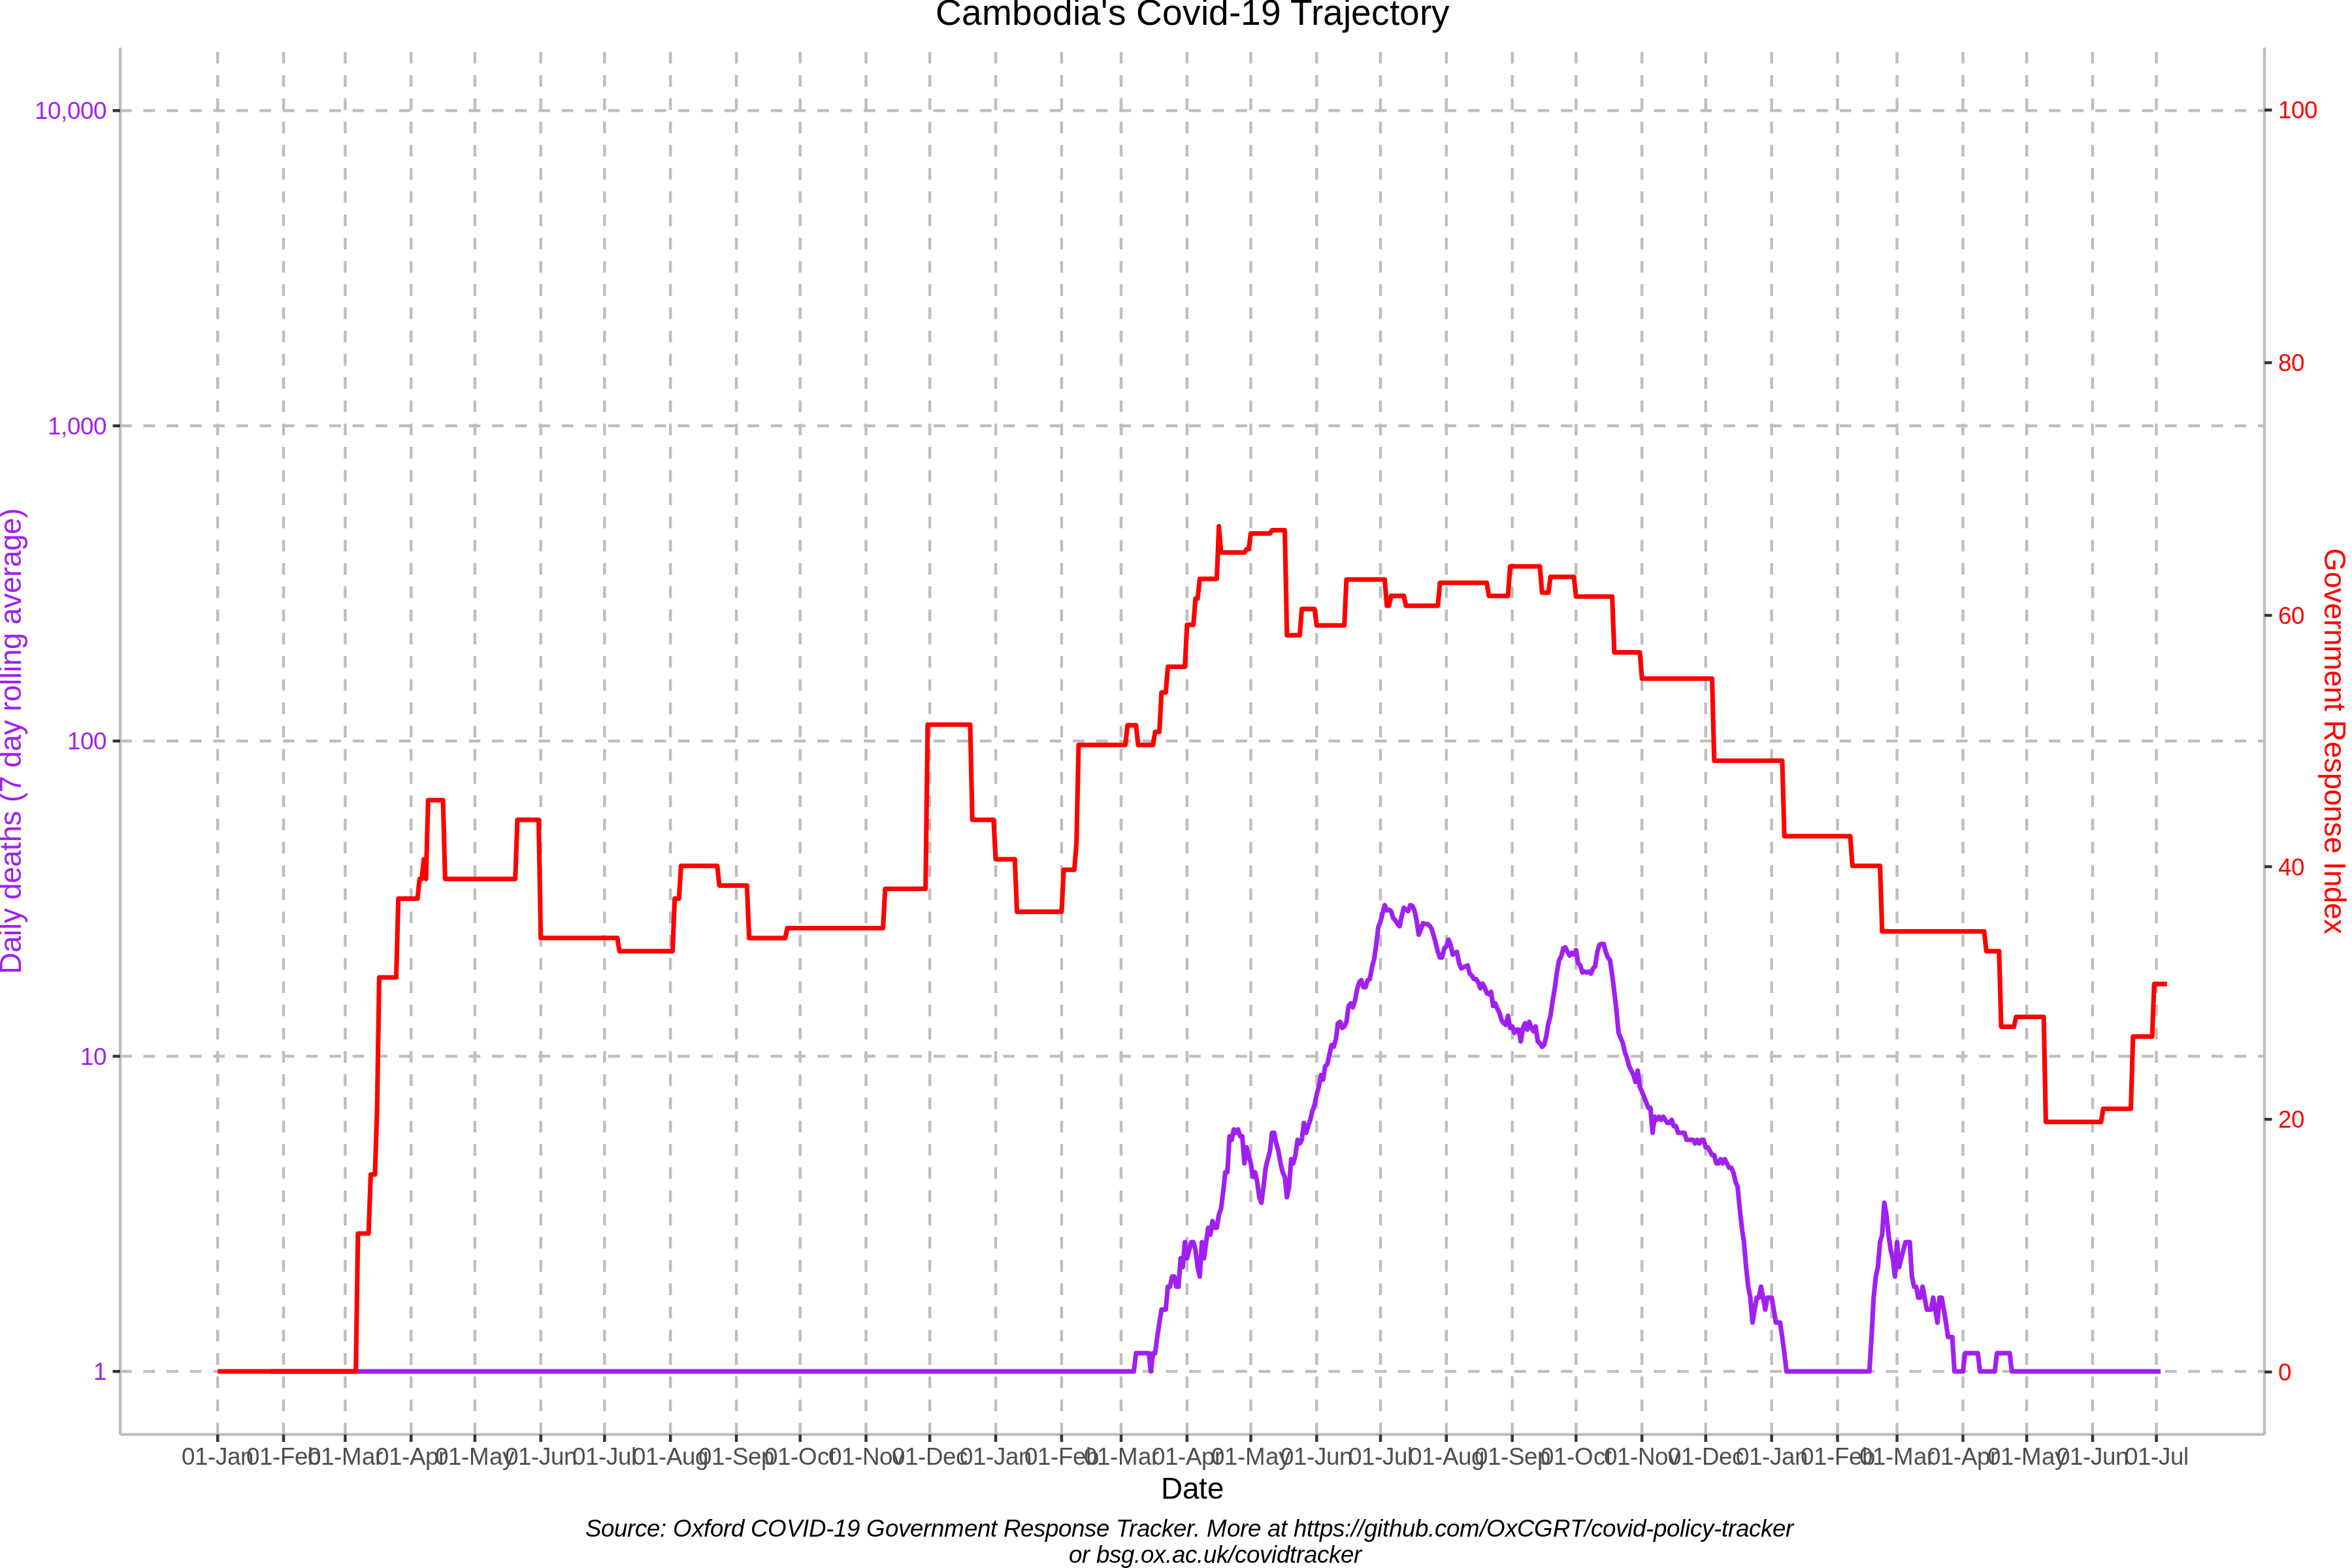 Cambodia's Covid-19 Trajectory
10,000
1,000
100
10
1
Daily deaths (7 day rolling average)
100
80
60
40
20
0
Government Response Index
01-Jan 01-Feb 01-Mar 01-Apr 01-May 01-Jun 01-Jul 01-Aug 01-Sep 01-Oct 01-Nov 01-Dec 01-Jan 01-Feb 01-Mar 01-Apr 01-May 01-Jun 01-Jul 01-Aug 01-Sep 01-Oct 01-Nov 01-Dec 01-Jan 01-Feb 01-Mar 01-Apr 01-May 01-Jun 01-Jul
Date
Source: Oxford COVID-19 Government Response Tracker. More at https://github.com/OxCGRT/covid-policy-tracker
or bsg.ox.ac.uk/covidtracker